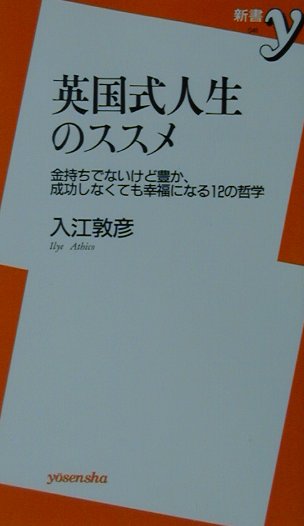 新書
y
英国式人生
のススメ
金持ちでないけど豊か、
成功しなくても幸福になる12の哲学
入江敦彦
Ilye Athico
yosensha